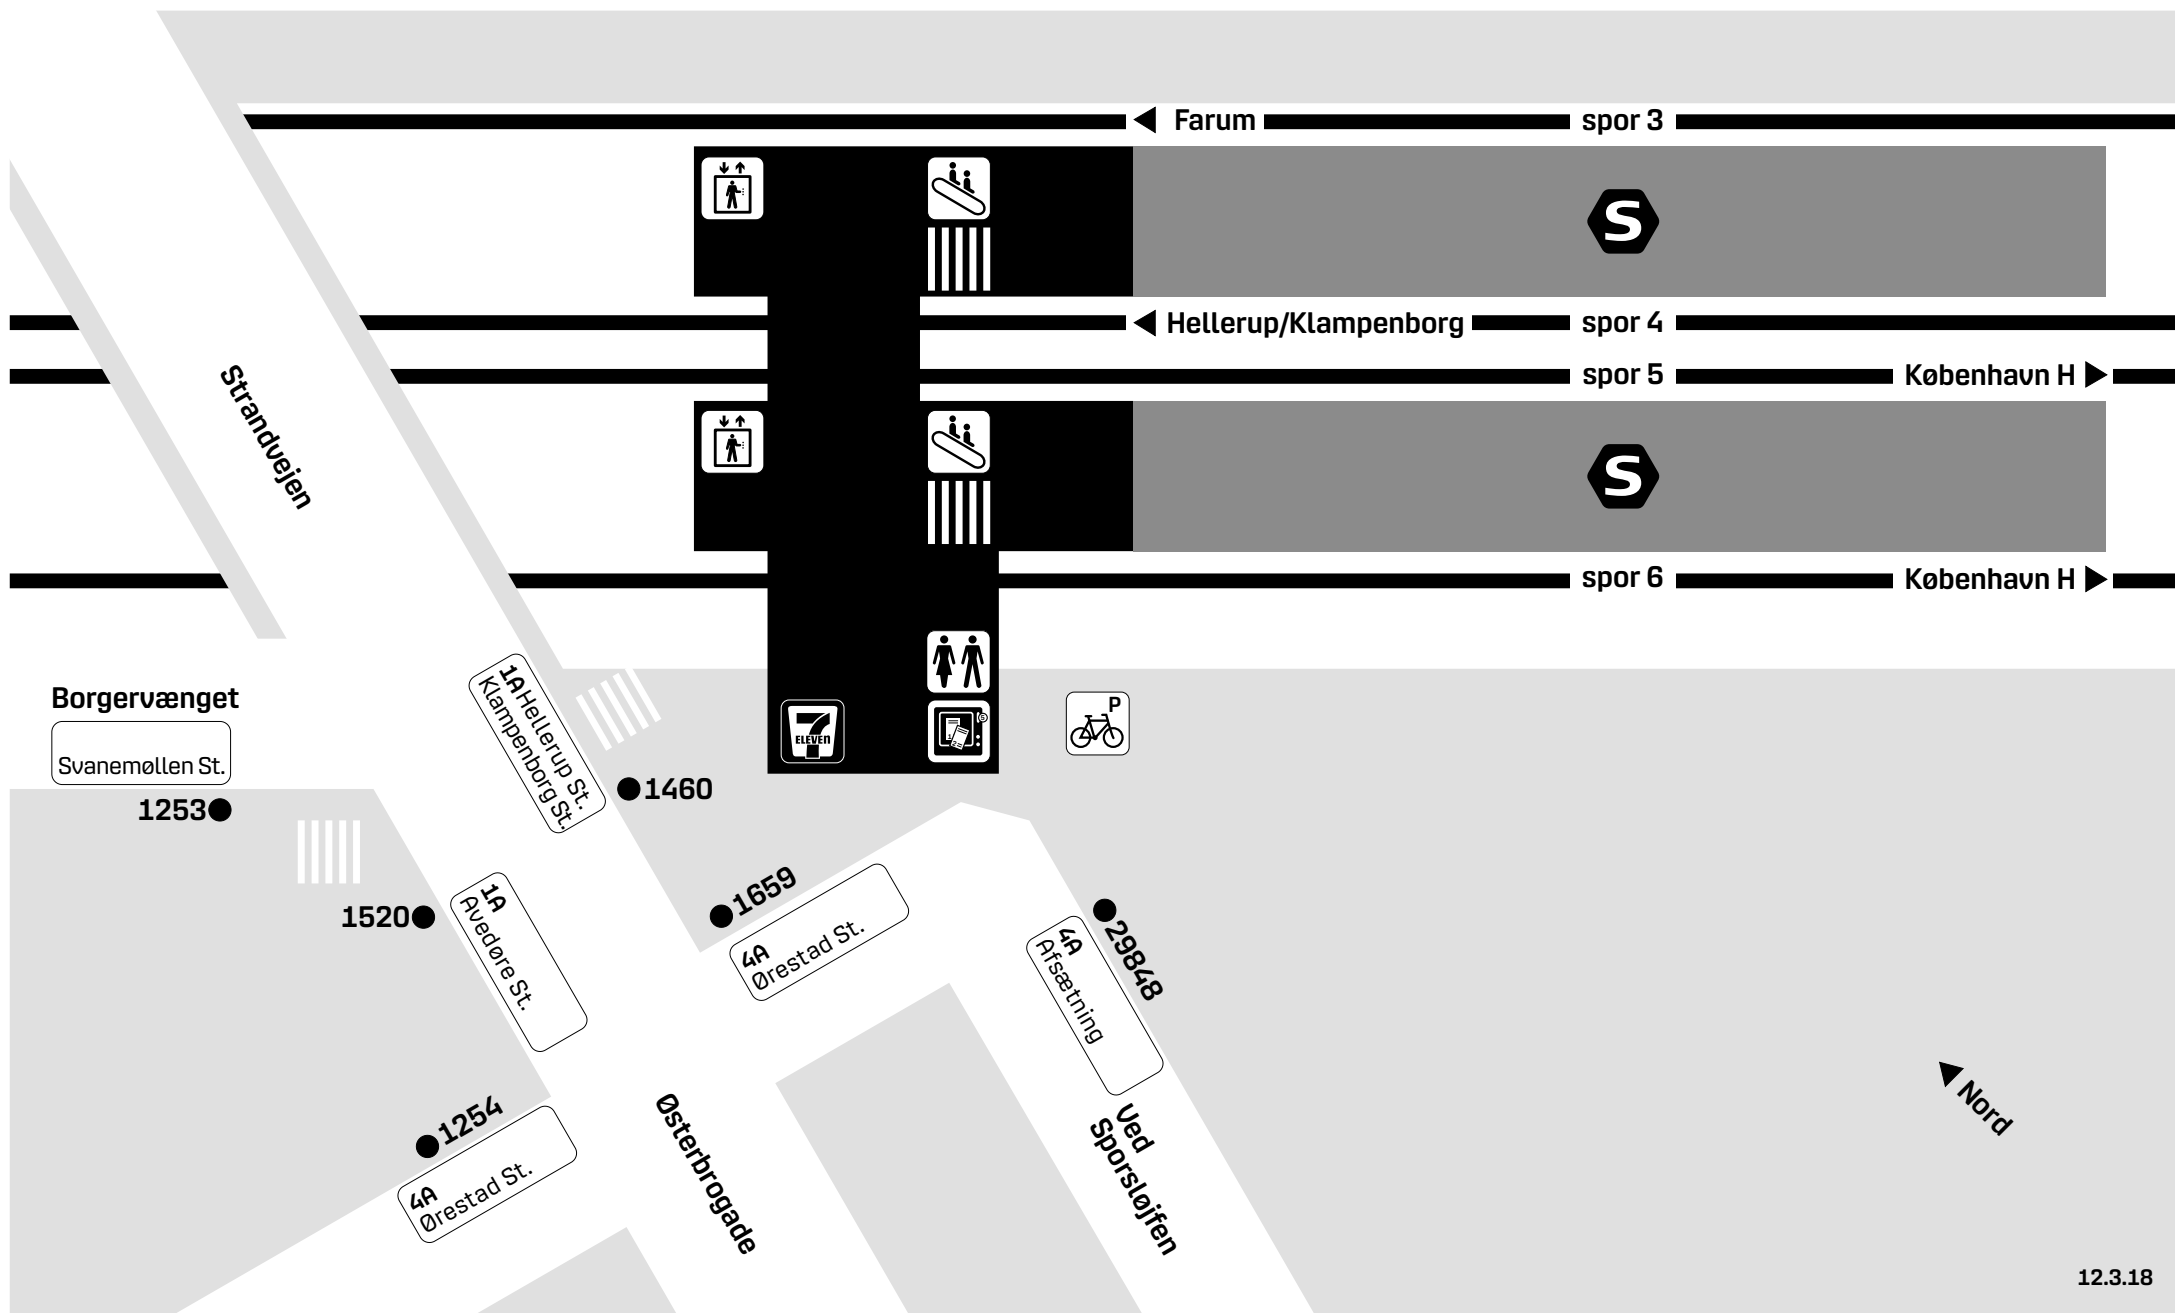 Farum
spor 3
S
Hellerup/Klampenborg
spor 4
spor 5
København H
S
spor 6
København H
Strandvejen
Borgervænget
Svanemøllen St.
1253
1A Hellerup St.
Klampenborg St.
1460
7
ELEVEN
P
1520
1A
Avedøre St.
1659
4A
Ørestad St.
29848
4A
Afsætning
1254
4A
Ørestad St.
Østerbrogade
Ved
Sporsløjfen
Nord
12.3.18